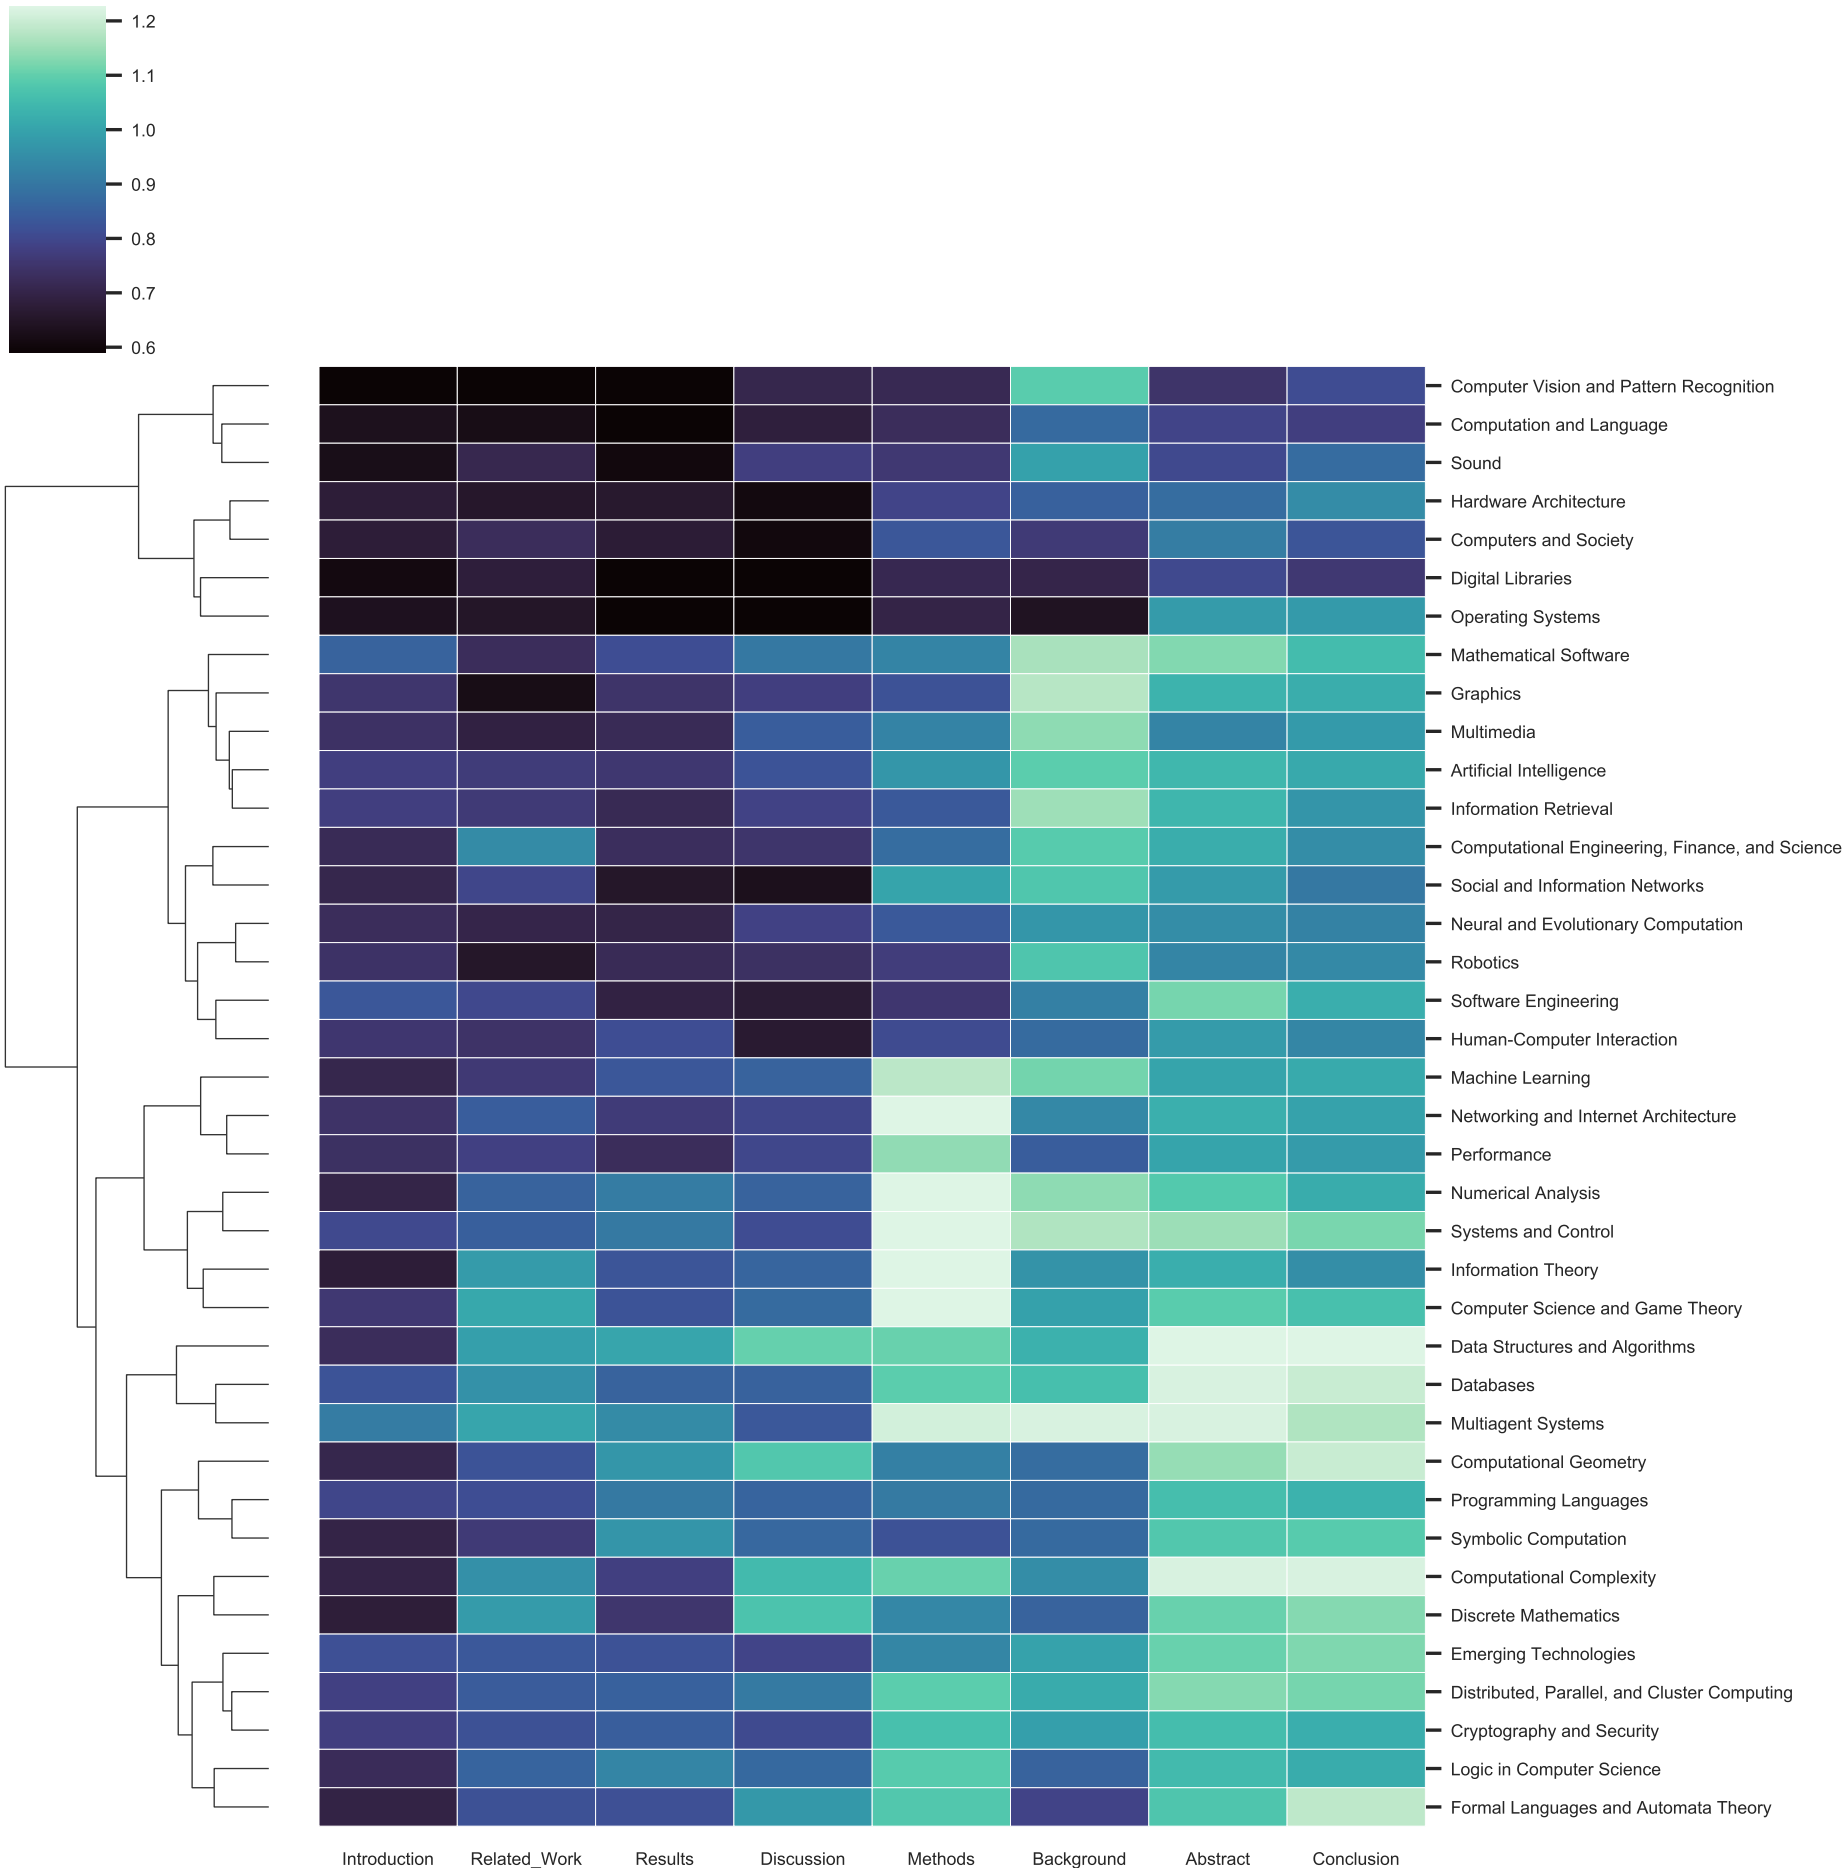 1.2
1.1
1.0
0.9
0.8
0.7
0.6
Computer Vision and Pattern Recognition
Computation and Language
Sound
Hardware Architecture
Computers and Society
Digital Libraries
Operating Systems
Mathematical Software
Graphics
Multimedia
Artificial Intelligence
Information Retrieval
Computational Engineering, Finance, and Science
Social and Information Networks
Neural and Evolutionary Computation
Robotics
Software Engineering
Human-Computer Interaction
Machine Learning
Networking and Internet Architecture
Performance
Numerical Analysis
Systems and Control
Information Theory
Computer Science and Game Theory
Data Structures and Algorithms
Databases
Multiagent Systems
Computational Geometry
Programming Languages
Symbolic Computation
Computational Complexity
Discrete Mathematics
Emerging Technologies
Distributed, Parallel, and Cluster Computing
Cryptography and Security
Logic in Computer Science
Formal Languages and Automata Theory
Introduction Related_Work Results Discussion Methods Background Abstract Conclusion